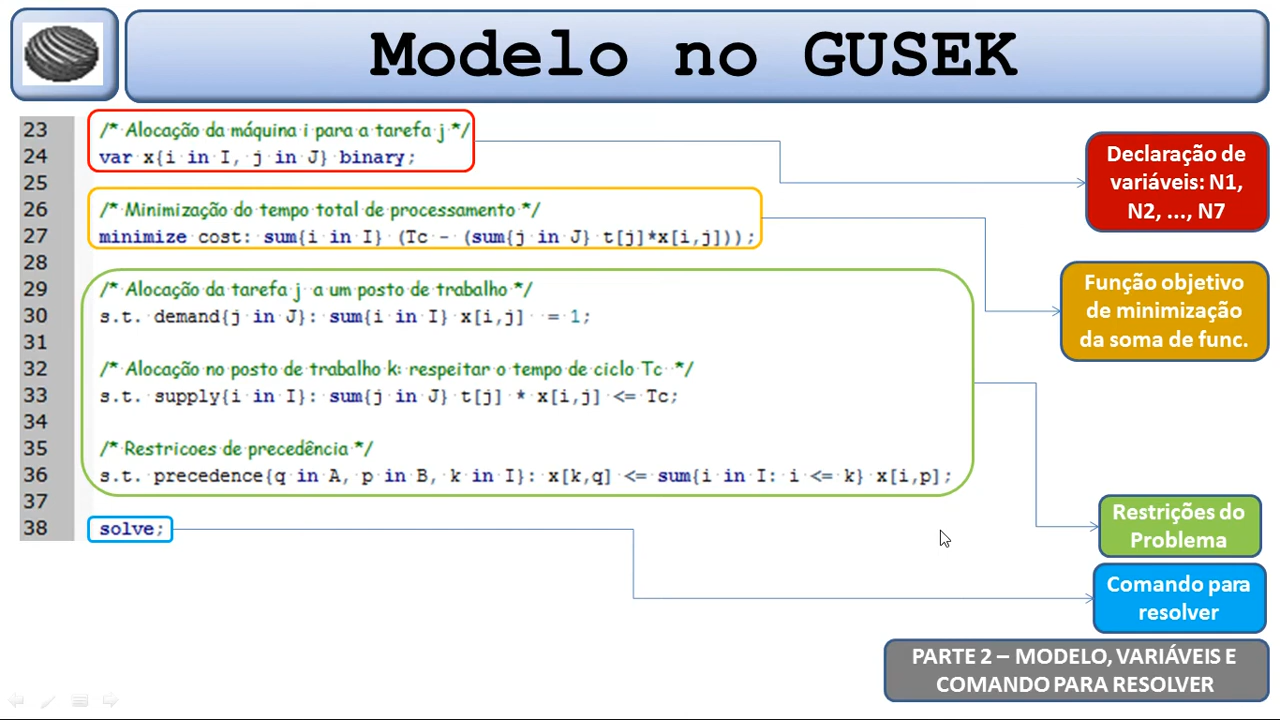 Modelo no GUSEK
23 /* Alocação da máquina i para a tarefa j */
24 var x{i in I, j in J} binary;
25
26 /* Minimização do tempo total de processamento */
27 minimize cost: sum{i in I} (Tc - (sum{j in J} t[j]*x[i,j]));
28
29 /* Alocação da tarefa j a um posto de trabalho */
30 s.t. demand{j in J}: sum{i in I} x[i,j] = 1;
31
32 /* Alocação no posto de trabalho k: respeitar o tempo de ciclo Tc */
33 s.t. supply{i in I}: sum{j in J} t[j] * x[i,j] <= Tc;
34
35 /* Restricoes de precedência */
36 s.t. precedence{q in A, p in B, k in I}: x[k,q] <= sum{i in I: i <= k} x[i,p];
37
38 solve;
Declaração de
variáveis: N1,
N2, ..., N7
Função objetivo
de minimização
da soma de func.
Restrições do
Problema
Comando para
resolver
PARTE 2 – MODELO, VARIÁVEIS E
COMANDO PARA RESOLVER